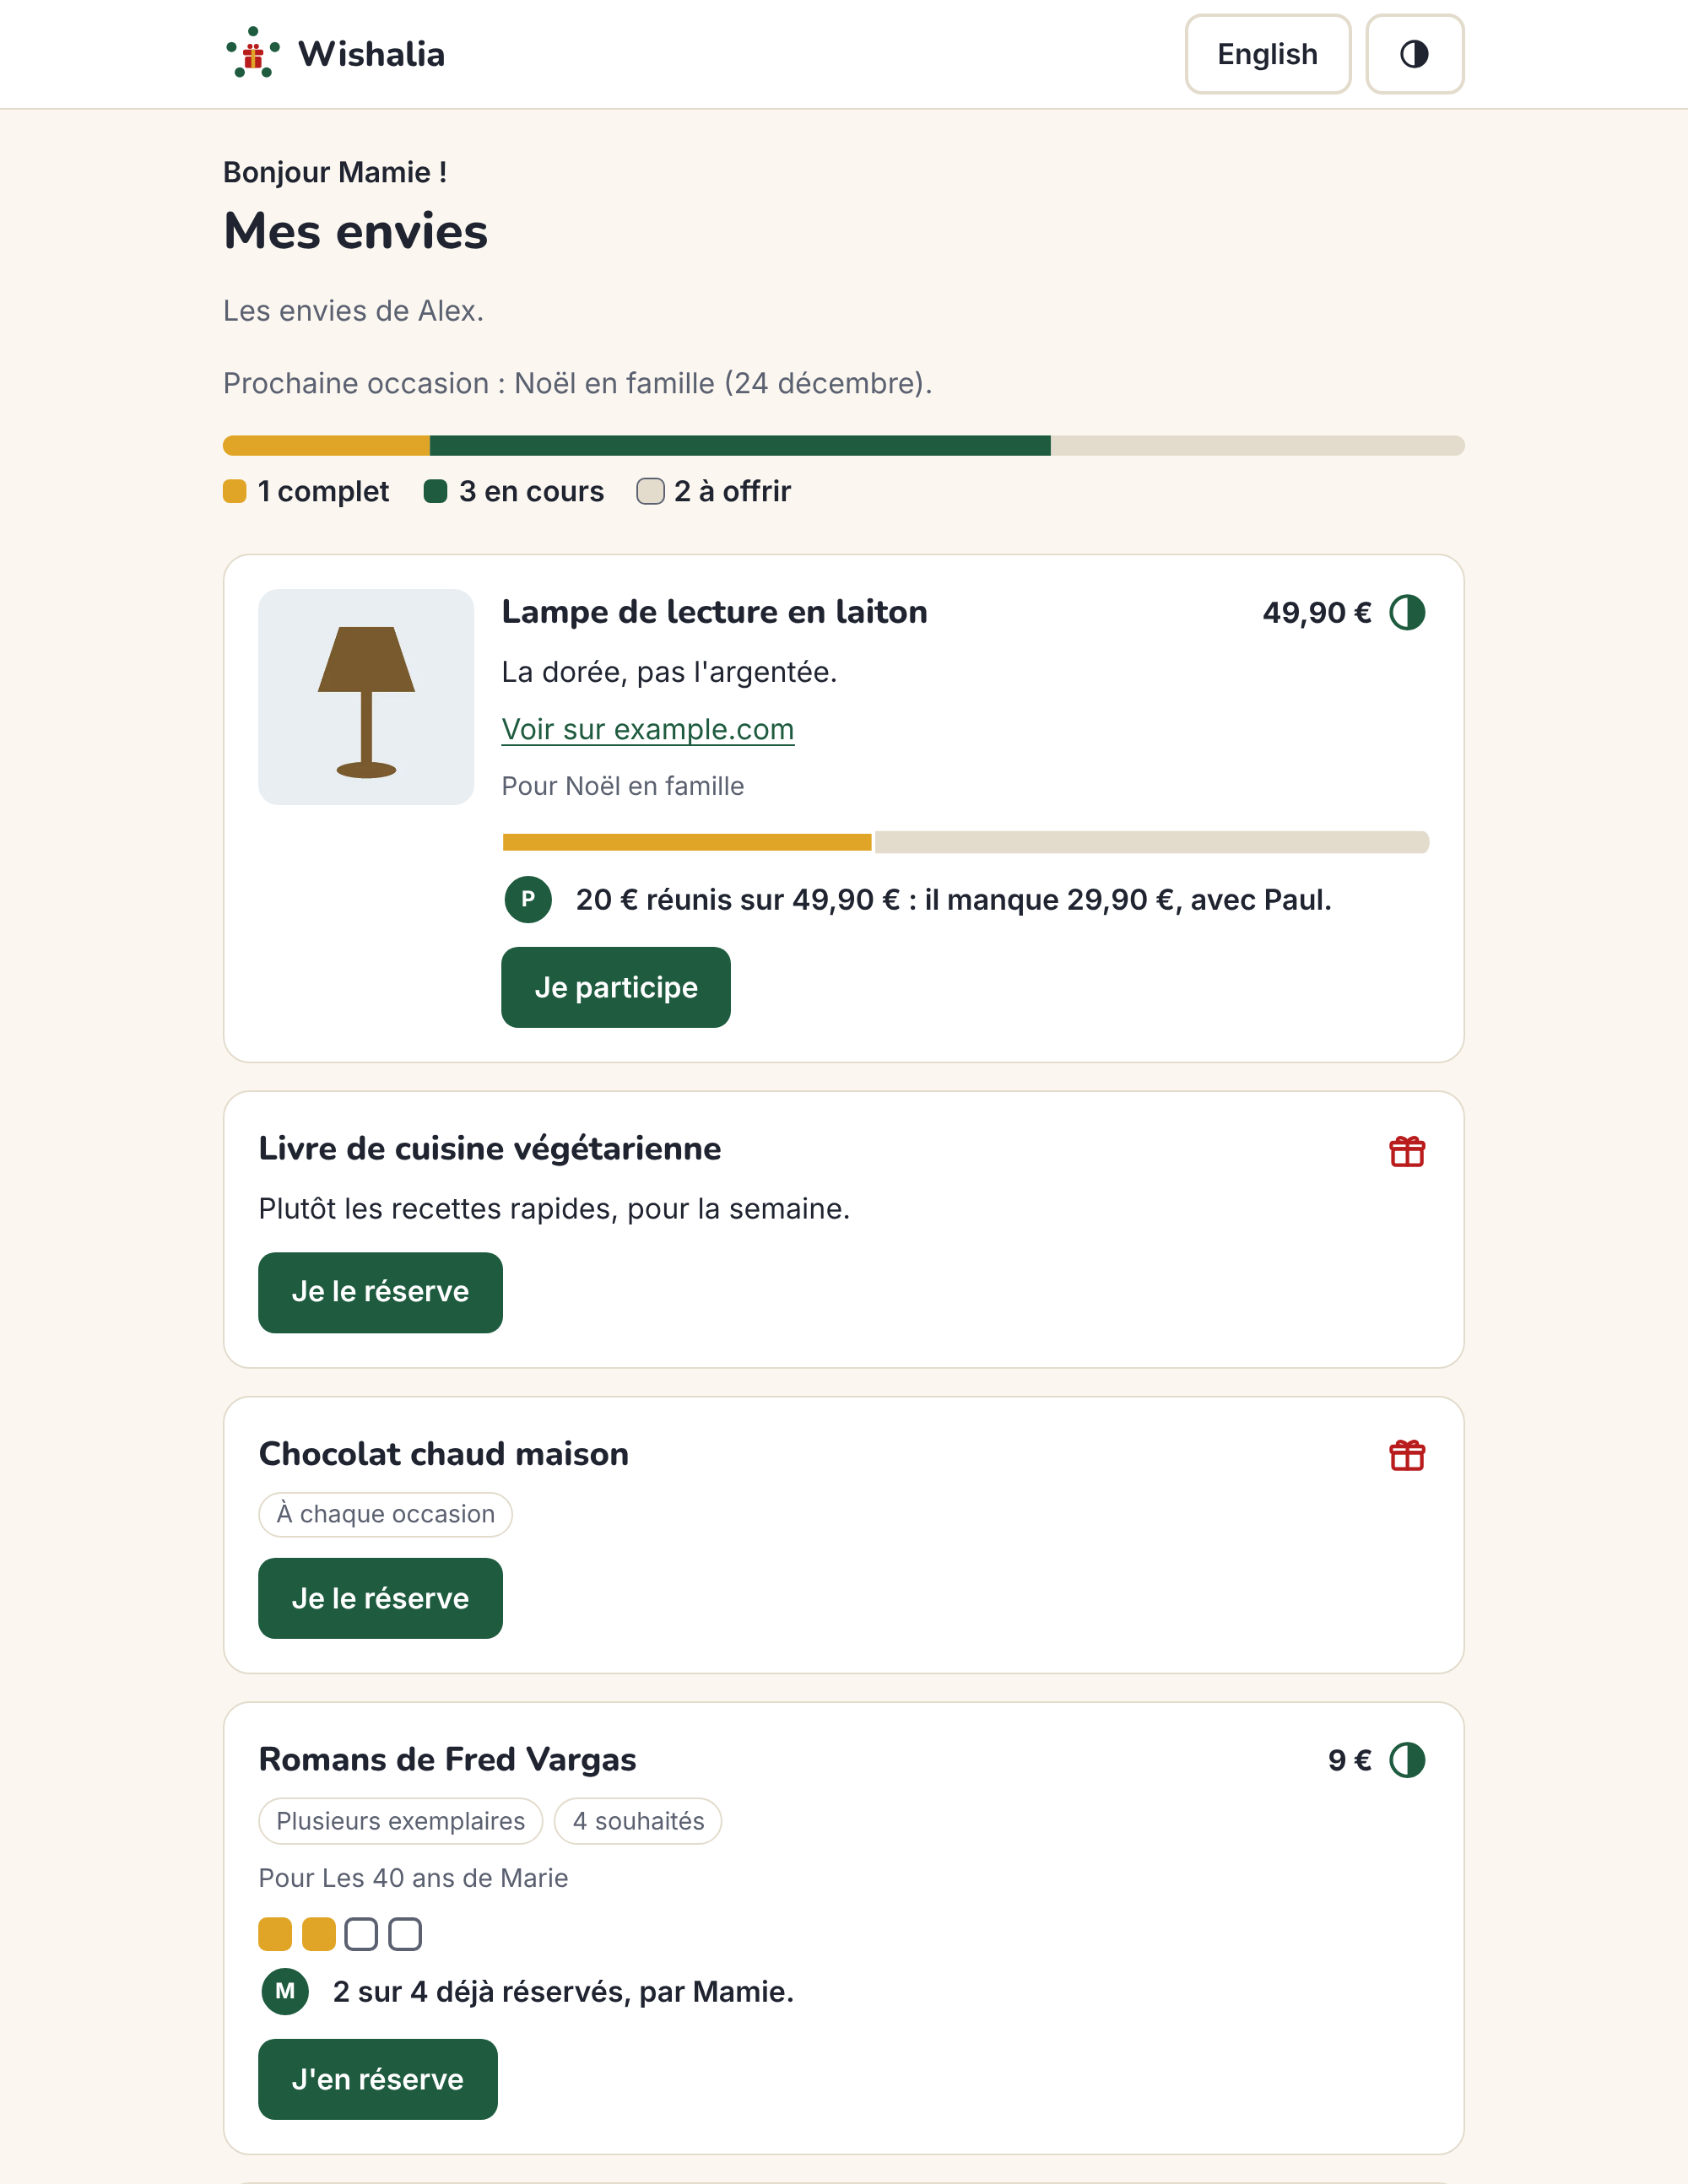 Wishalia
English
Bonjour Mamie !
Mes envies
Les envies de Alex.
Prochaine occasion : Noël en famille (24 décembre).
1 complet 3 en cours 2 à offrir
Lampe de lecture en laiton 49,90 €
La dorée, pas l'argentée.
Voir sur example.com
Pour Noël en famille
P 20 € réunis sur 49,90 € : il manque 29,90 €, avec Paul.
Je participe
Livre de cuisine végétarienne
Plutôt les recettes rapides, pour la semaine.
Je le réserve
Chocolat chaud maison
À chaque occasion
Je le réserve
Romans de Fred Vargas 9 €
Plusieurs exemplaires 4 souhaités
Pour Les 40 ans de Marie
M 2 sur 4 déjà réservés, par Mamie.
J'en réserve